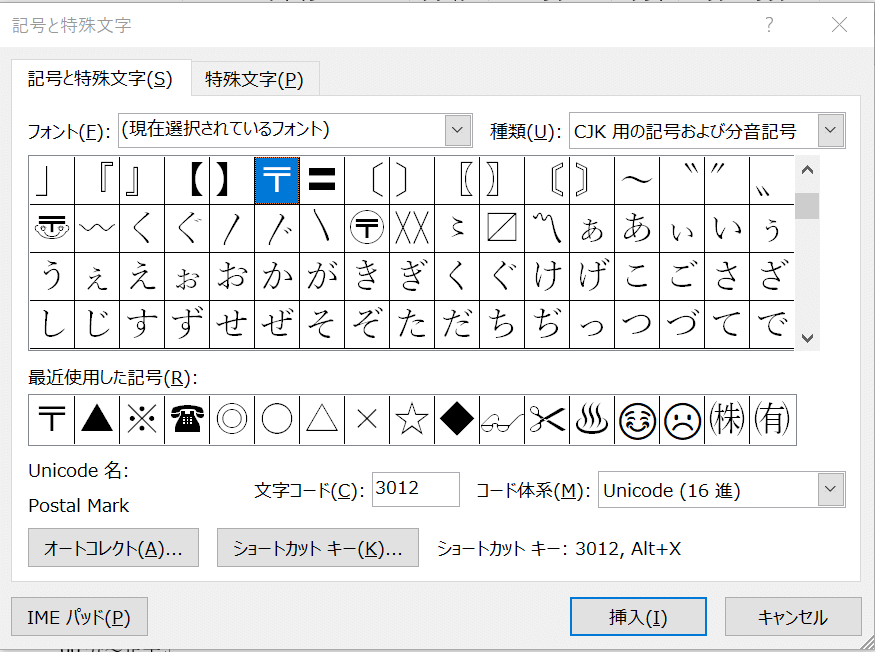 記号と特殊文字 ?
記号と特殊文字(S) 特殊文字(P)
フォント(F): (現在選択されているフォント) 種類(U): CJK 用の記号および分音記号
」 『 』 【 】 〒 〓 〔 〕 〖 〗 〘 〙 〜 〝 〞 〟
〠 〰 〱 〲 〳 〴 〵 〶 〷 〻 〼 〽 ぁ あ ぃ い ぅ
う ぇ え ぉ お か が き ぎ く ぐ け げ こ ご さ ざ
し じ す ず せ ぜ そ ぞ た だ ち ぢ っ つ づ て で
最近使用した記号(R):
〒 ▲ ※ ☎ ◎ ○ △ × ☆ ◆ 👓 ✂ ♨ 😊 ☹ ㈱ ㈲
Unicode 名:
Postal Mark
文字コード(C): 3012 コード体系(M): Unicode (16 進)
オートコレクト(A)... ショートカット キー(K)... ショートカット キー: 3012, Alt+X
IME パッド(P) 挿入(I) キャンセル